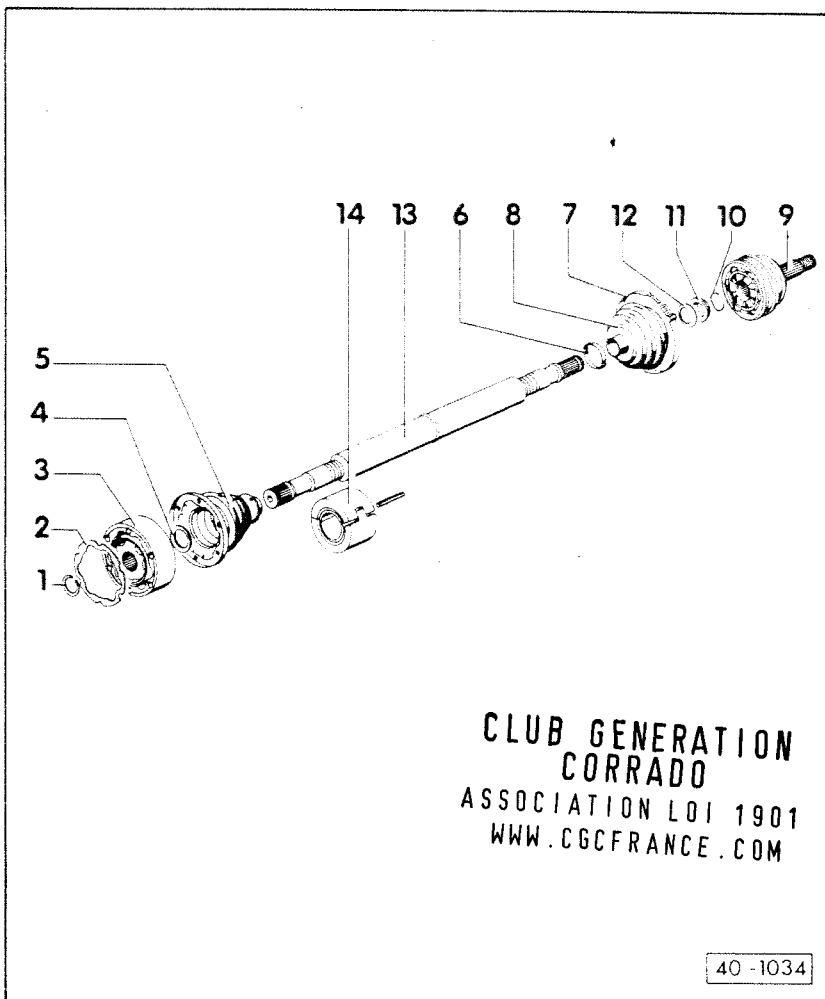 14 13 6 8 7 12 11 10 9
5
4
3
2
1
CLUB GENERATION
CORRADO
ASSOCIATION LOI 1901
WWW.CGCFRANCE.COM
40-1034